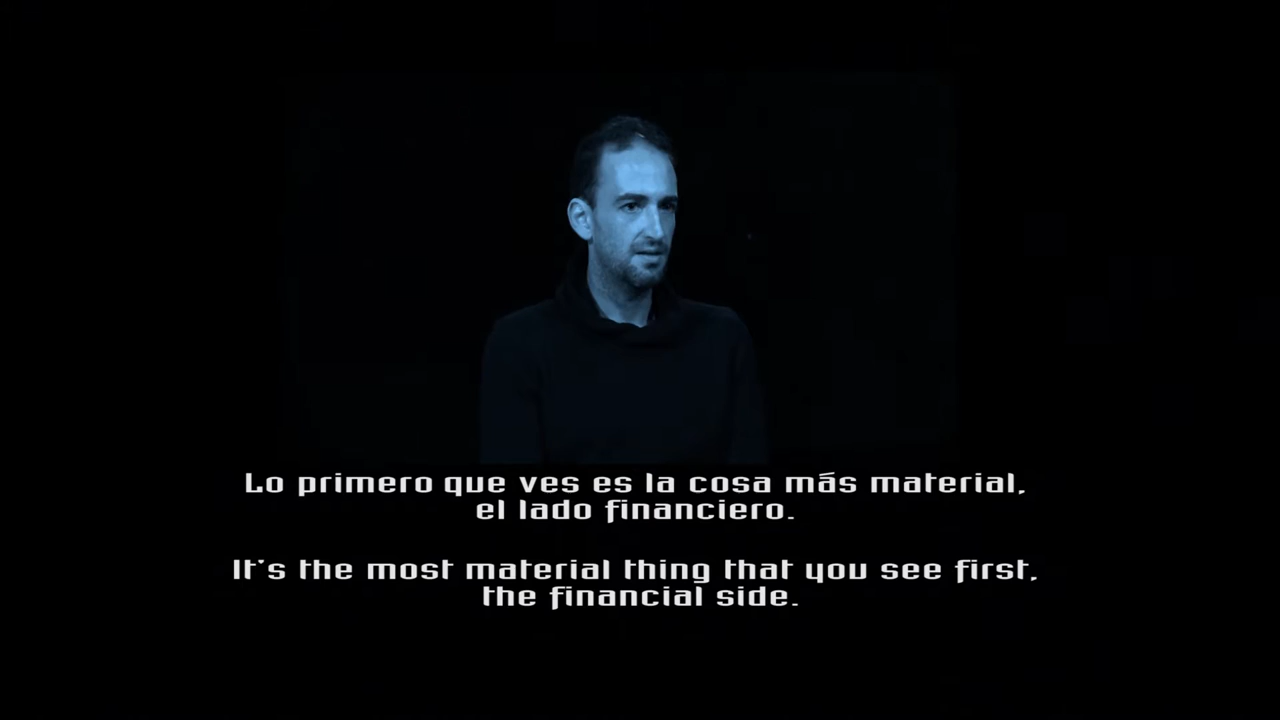 Lo primero que ves es la cosa más material,
el lado financiero.
It's the most material thing that you see first,
the financial side.